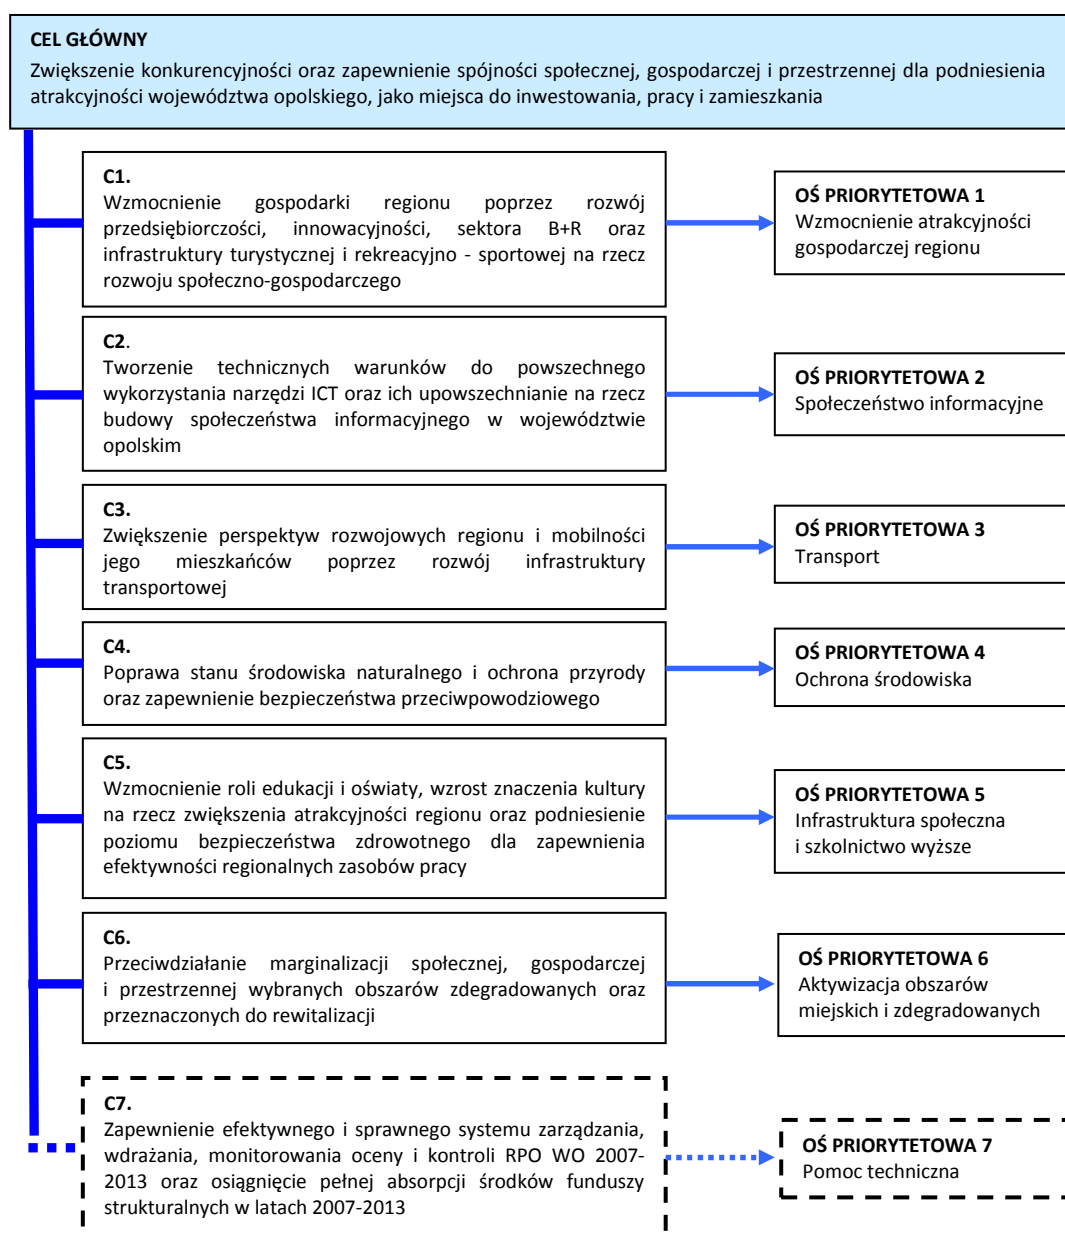 CEL GŁÓWNY
Zwiększenie konkurencyjności oraz zapewnienie spójności społecznej, gospodarczej i przestrzennej dla podniesienia
atrakcyjności województwa opolskiego, jako miejsca do inwestowania, pracy i zamieszkania
C1.
Wzmocnienie gospodarki regionu poprzez rozwój
przedsiębiorczości, innowacyjności, sektora B+R oraz
infrastruktury turystycznej i rekreacyjno - sportowej na rzecz
rozwoju społeczno-gospodarczego
OŚ PRIORYTETOWA 1
Wzmocnienie atrakcyjności
gospodarczej regionu
C2.
Tworzenie technicznych warunków do powszechnego
wykorzystania narzędzi ICT oraz ich upowszechnianie na rzecz
budowy społeczeństwa informacyjnego w województwie
opolskim
OŚ PRIORYTETOWA 2
Społeczeństwo informacyjne
C3.
Zwiększenie perspektyw rozwojowych regionu i mobilności
jego mieszkańców poprzez rozwój infrastruktury
transportowej
OŚ PRIORYTETOWA 3
Transport
C4.
Poprawa stanu środowiska naturalnego i ochrona przyrody
oraz zapewnienie bezpieczeństwa przeciwpowodziowego
OŚ PRIORYTETOWA 4
Ochrona środowiska
C5.
Wzmocnienie roli edukacji i oświaty, wzrost znaczenia kultury
na rzecz zwiększenia atrakcyjności regionu oraz podniesienie
poziomu bezpieczeństwa zdrowotnego dla zapewnienia
efektywności regionalnych zasobów pracy
OŚ PRIORYTETOWA 5
Infrastruktura społeczna
i szkolnictwo wyższe
C6.
Przeciwdziałanie marginalizacji społecznej, gospodarczej
i przestrzennej wybranych obszarów zdegradowanych oraz
przeznaczonych do rewitalizacji
OŚ PRIORYTETOWA 6
Aktywizacja obszarów
miejskich i zdegradowanych
C7.
Zapewnienie efektywnego i sprawnego systemu zarządzania,
wdrażania, monitorowania oceny i kontroli RPO WO 2007-
2013 oraz osiągnięcie pełnej absorpcji środków funduszy
strukturalnych w latach 2007-2013
OŚ PRIORYTETOWA 7
Pomoc techniczna